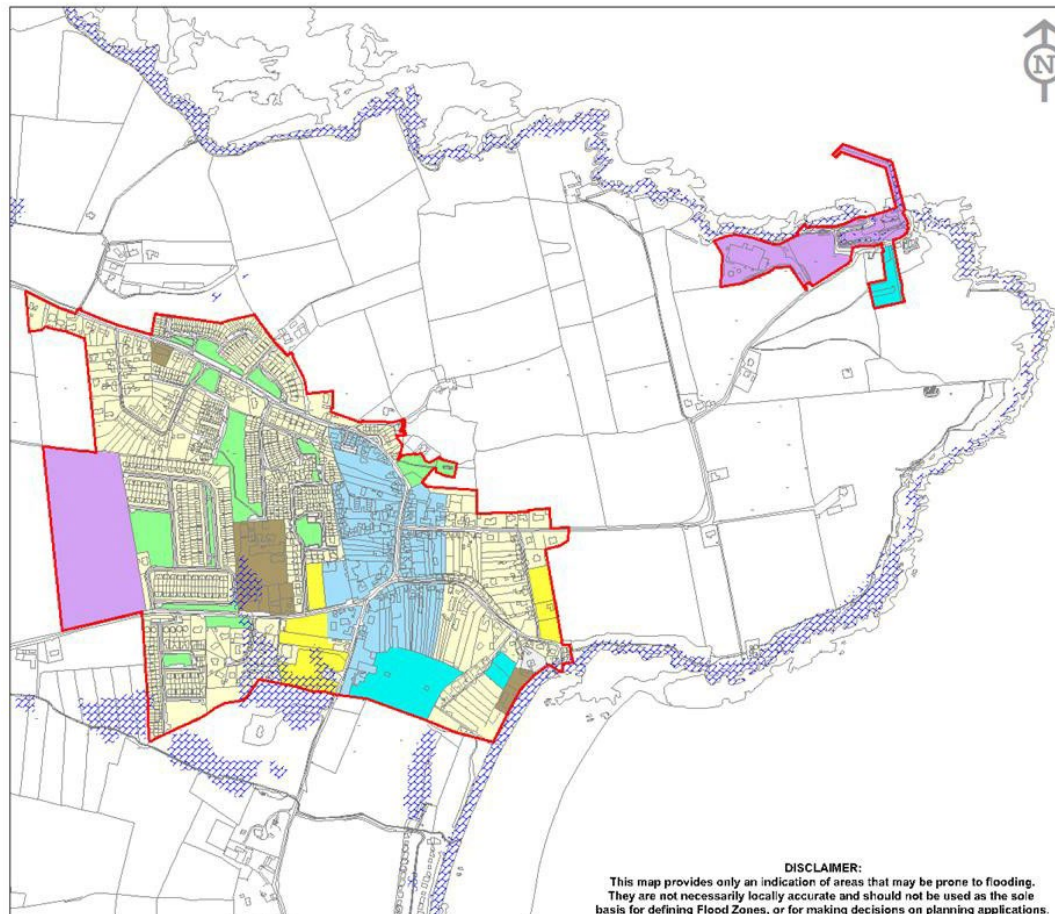 N
DISCLAIMER:
This map provides only an indication of areas that may be prone to flooding.
They are not necessarily locally accurate and should not be used as the sole
basis for defining Flood Zones, or for making decisions on planning applications.